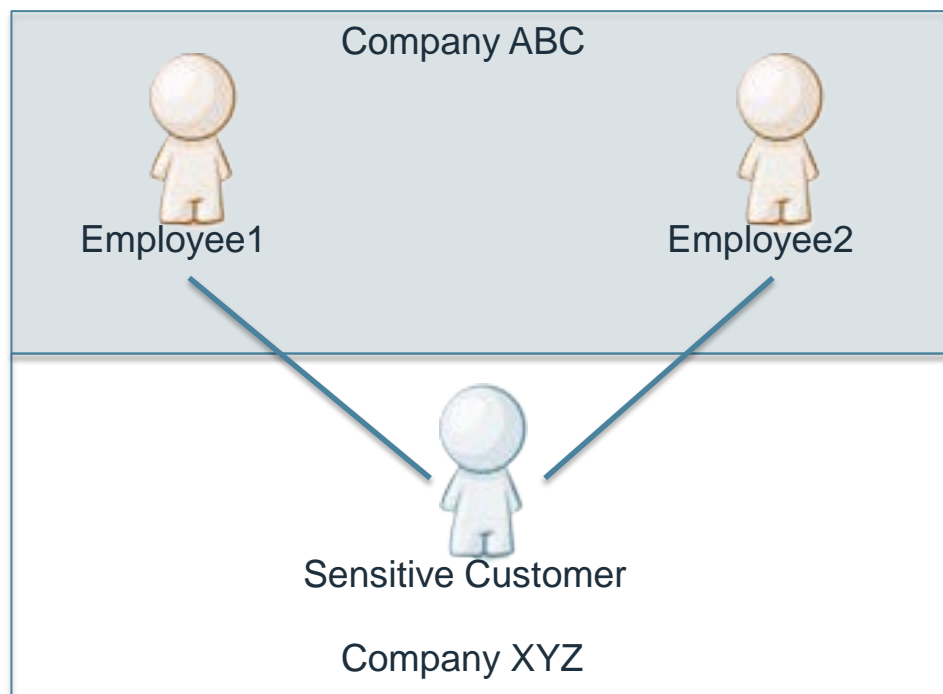 Company ABC
Employee1
Employee2
Sensitive Customer
Company XYZ